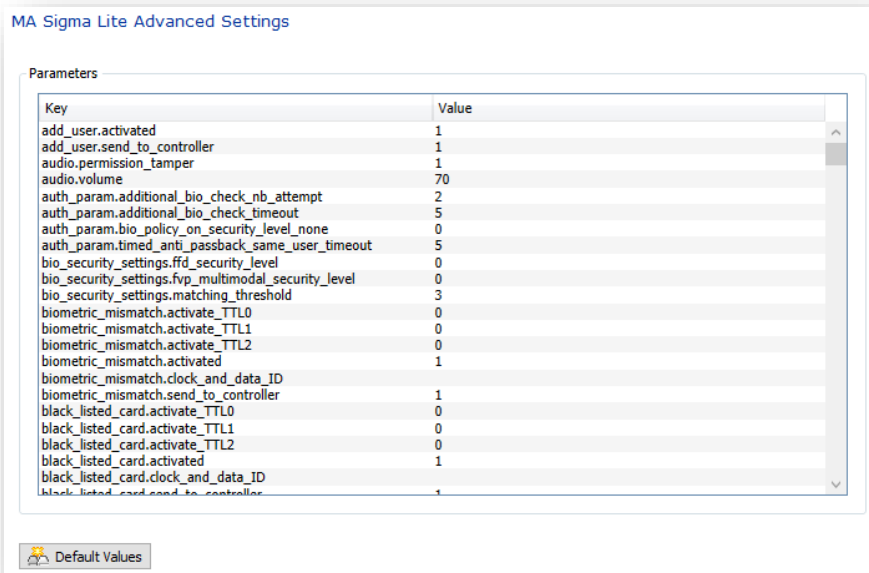 MA Sigma Lite Advanced Settings
Parameters
Key Value
add_user.activated 1
add_user.send_to_controller 1
audio.permission_tamper 1
audio.volume 70
auth_param.additional_bio_check_nb_attempt 2
auth_param.additional_bio_check_timeout 5
auth_param.bio_policy_on_security_level_none 0
auth_param.timed_anti_passback_same_user_timeout 5
bio_security_settings.ffd_security_level 0
bio_security_settings.fvp_multimodal_security_level 0
bio_security_settings.matching_threshold 3
biometric_mismatch.activate_TTL0 0
biometric_mismatch.activate_TTL1 0
biometric_mismatch.activate_TTL2 0
biometric_mismatch.activated 1
biometric_mismatch.clock_and_data_ID
biometric_mismatch.send_to_controller 1
black_listed_card.activate_TTL0 0
black_listed_card.activate_TTL1 0
black_listed_card.activate_TTL2 0
black_listed_card.activated 1
black_listed_card.clock_and_data_ID
black_listed_card.send_to_controller 1
Default Values